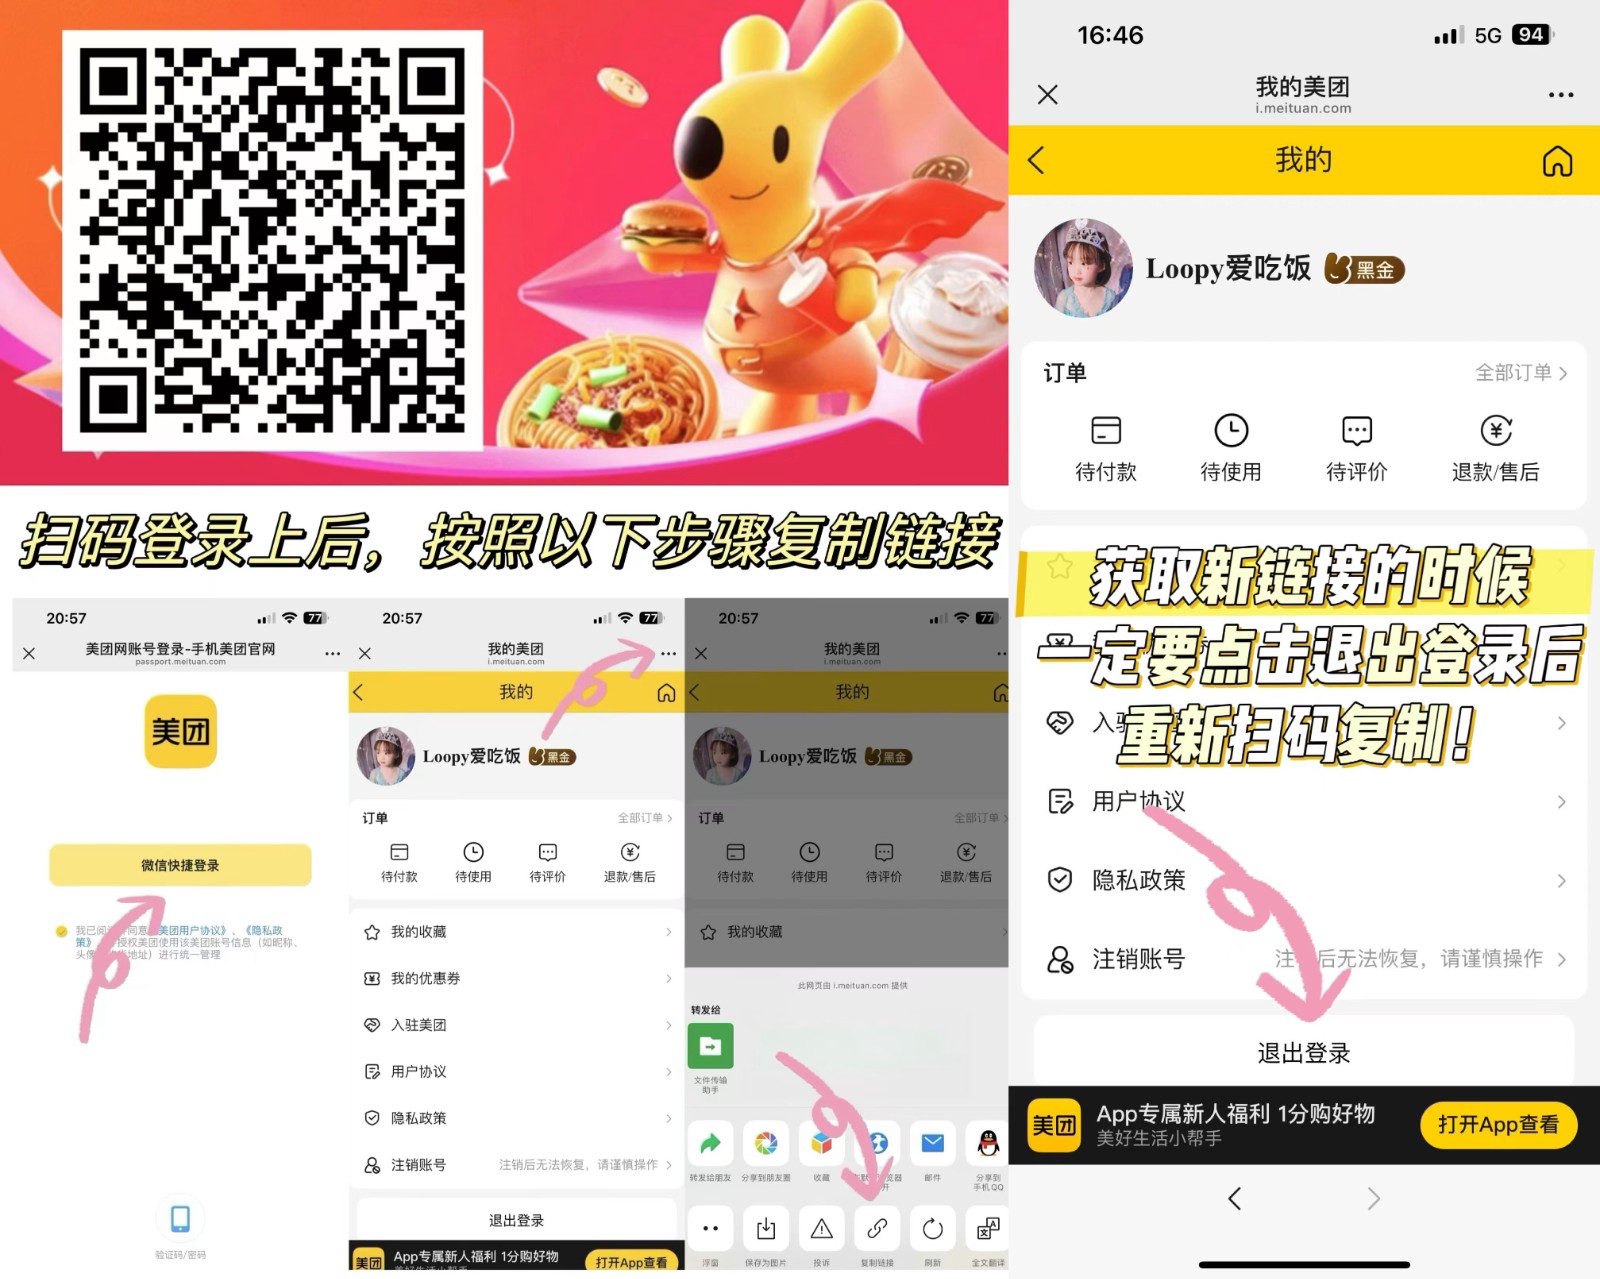 扫码登录上后，按照以下步骤复制链接
20:57
77
美团网账号登录-手机美团官网
passport.meituan.com
美团
微信快捷登录
美团用户协议》、《隐私政
策》
授权美团使用该美团账号信息（如昵称、
头像
地址）进行统一管理
验证码/密码
20:57
77
我的美团
i.meituan.com
我的
Loopy爱吃饭
黑金
订单
全部订单
待付款
待使用
待评价
退款/售后
我的收藏
我的优惠券
入驻美团
用户协议
隐私政策
注销账号
注销后无法恢复，请谨慎操作
退出登录
美团
App专属新人福利 1分购好物
打开App查看
20:57
77
我的美团
i.meituan.com
我的
Loopy爱吃饭
黑金
订单
全部订单
待付款
待使用
待评价
退款/售后
我的收藏
此网页由 i.meituan.com 提供
转发给
文件传输
助手
转发给朋友
分享到朋友圈
收藏
邮件
分享到
手机QQ
浮窗
保存为图片
投诉
复制链接
刷新
全文翻译
16:46
5G
94
我的美团
i.meituan.com
我的
Loopy爱吃饭
黑金
订单
全部订单
待付款
待使用
待评价
退款/售后
获取新链接的时候
一定要点击退出登录后
重新扫码复制！
入
用户协议
隐私政策
注销账号
注
后无法恢复，请谨慎操作
退出登录
美团
App专属新人福利 1分购好物
美好生活小帮手
打开App查看